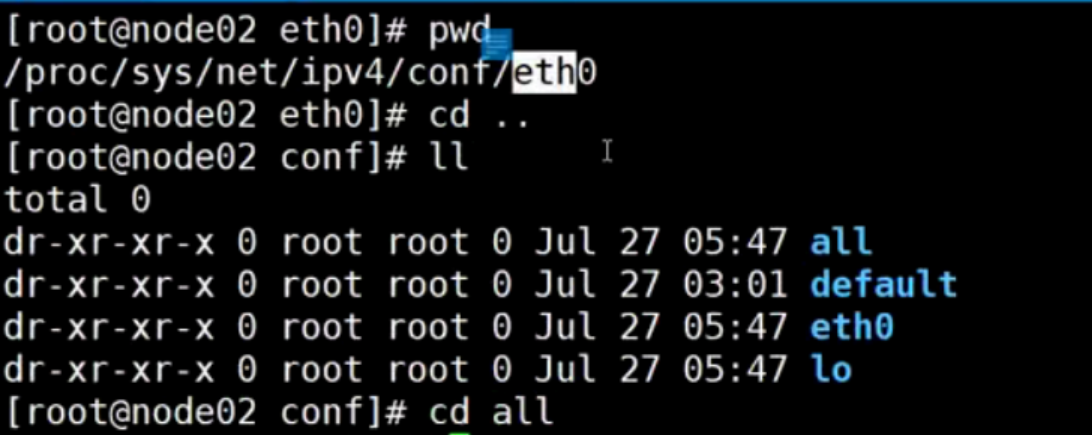 [root@node02 eth0]# pwd
/proc/sys/net/ipv4/conf/eth0
[root@node02 eth0]# cd ..
[root@node02 conf]# ll
total 0
dr-xr-xr-x 0 root root 0 Jul 27 05:47 all
dr-xr-xr-x 0 root root 0 Jul 27 03:01 default
dr-xr-xr-x 0 root root 0 Jul 27 05:47 eth0
dr-xr-xr-x 0 root root 0 Jul 27 05:47 lo
[root@node02 conf]# cd all